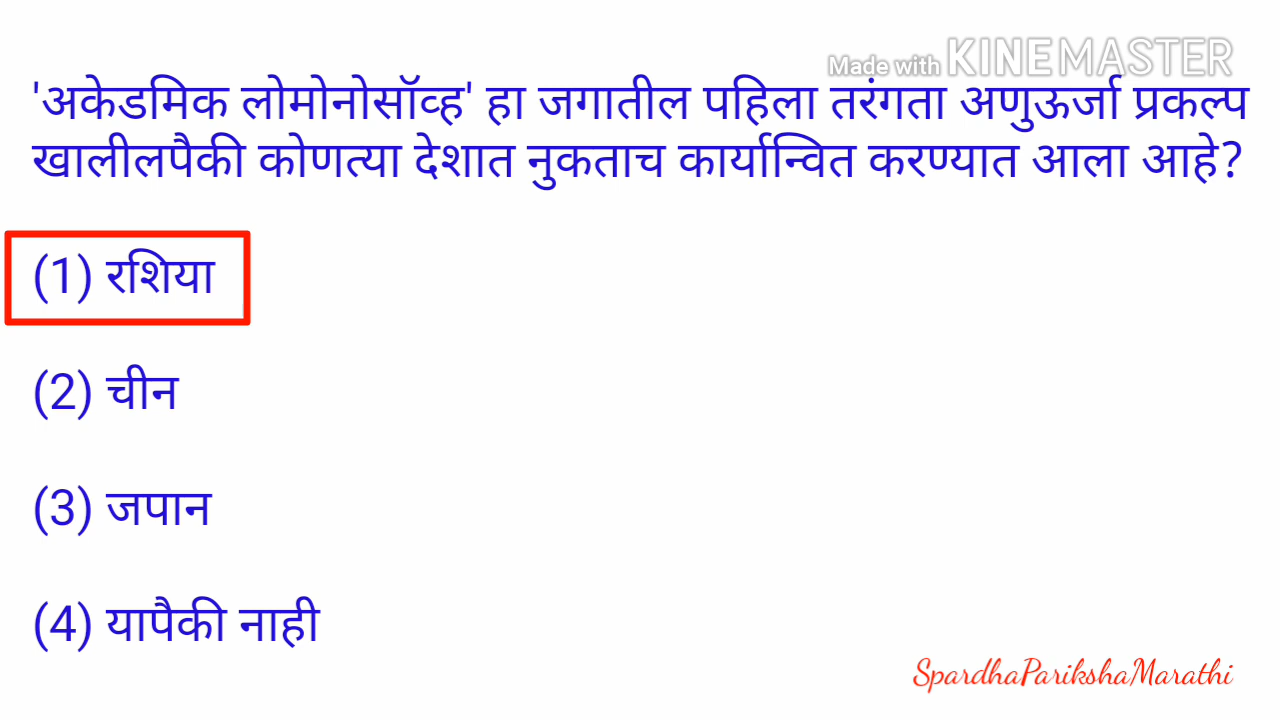 Made with KINEMASTER
'अकेडमिक लोमोनोसॉव्ह' हा जगातील पहिला तरंगता अणुऊर्जा प्रकल्प
खालीलपैकी कोणत्या देशात नुकताच कार्यान्वित करण्यात आला आहे?
(1) रशिया
(2) चीन
(3) जपान
(4) यापैकी नाही
SpardhaParikshaMarathi